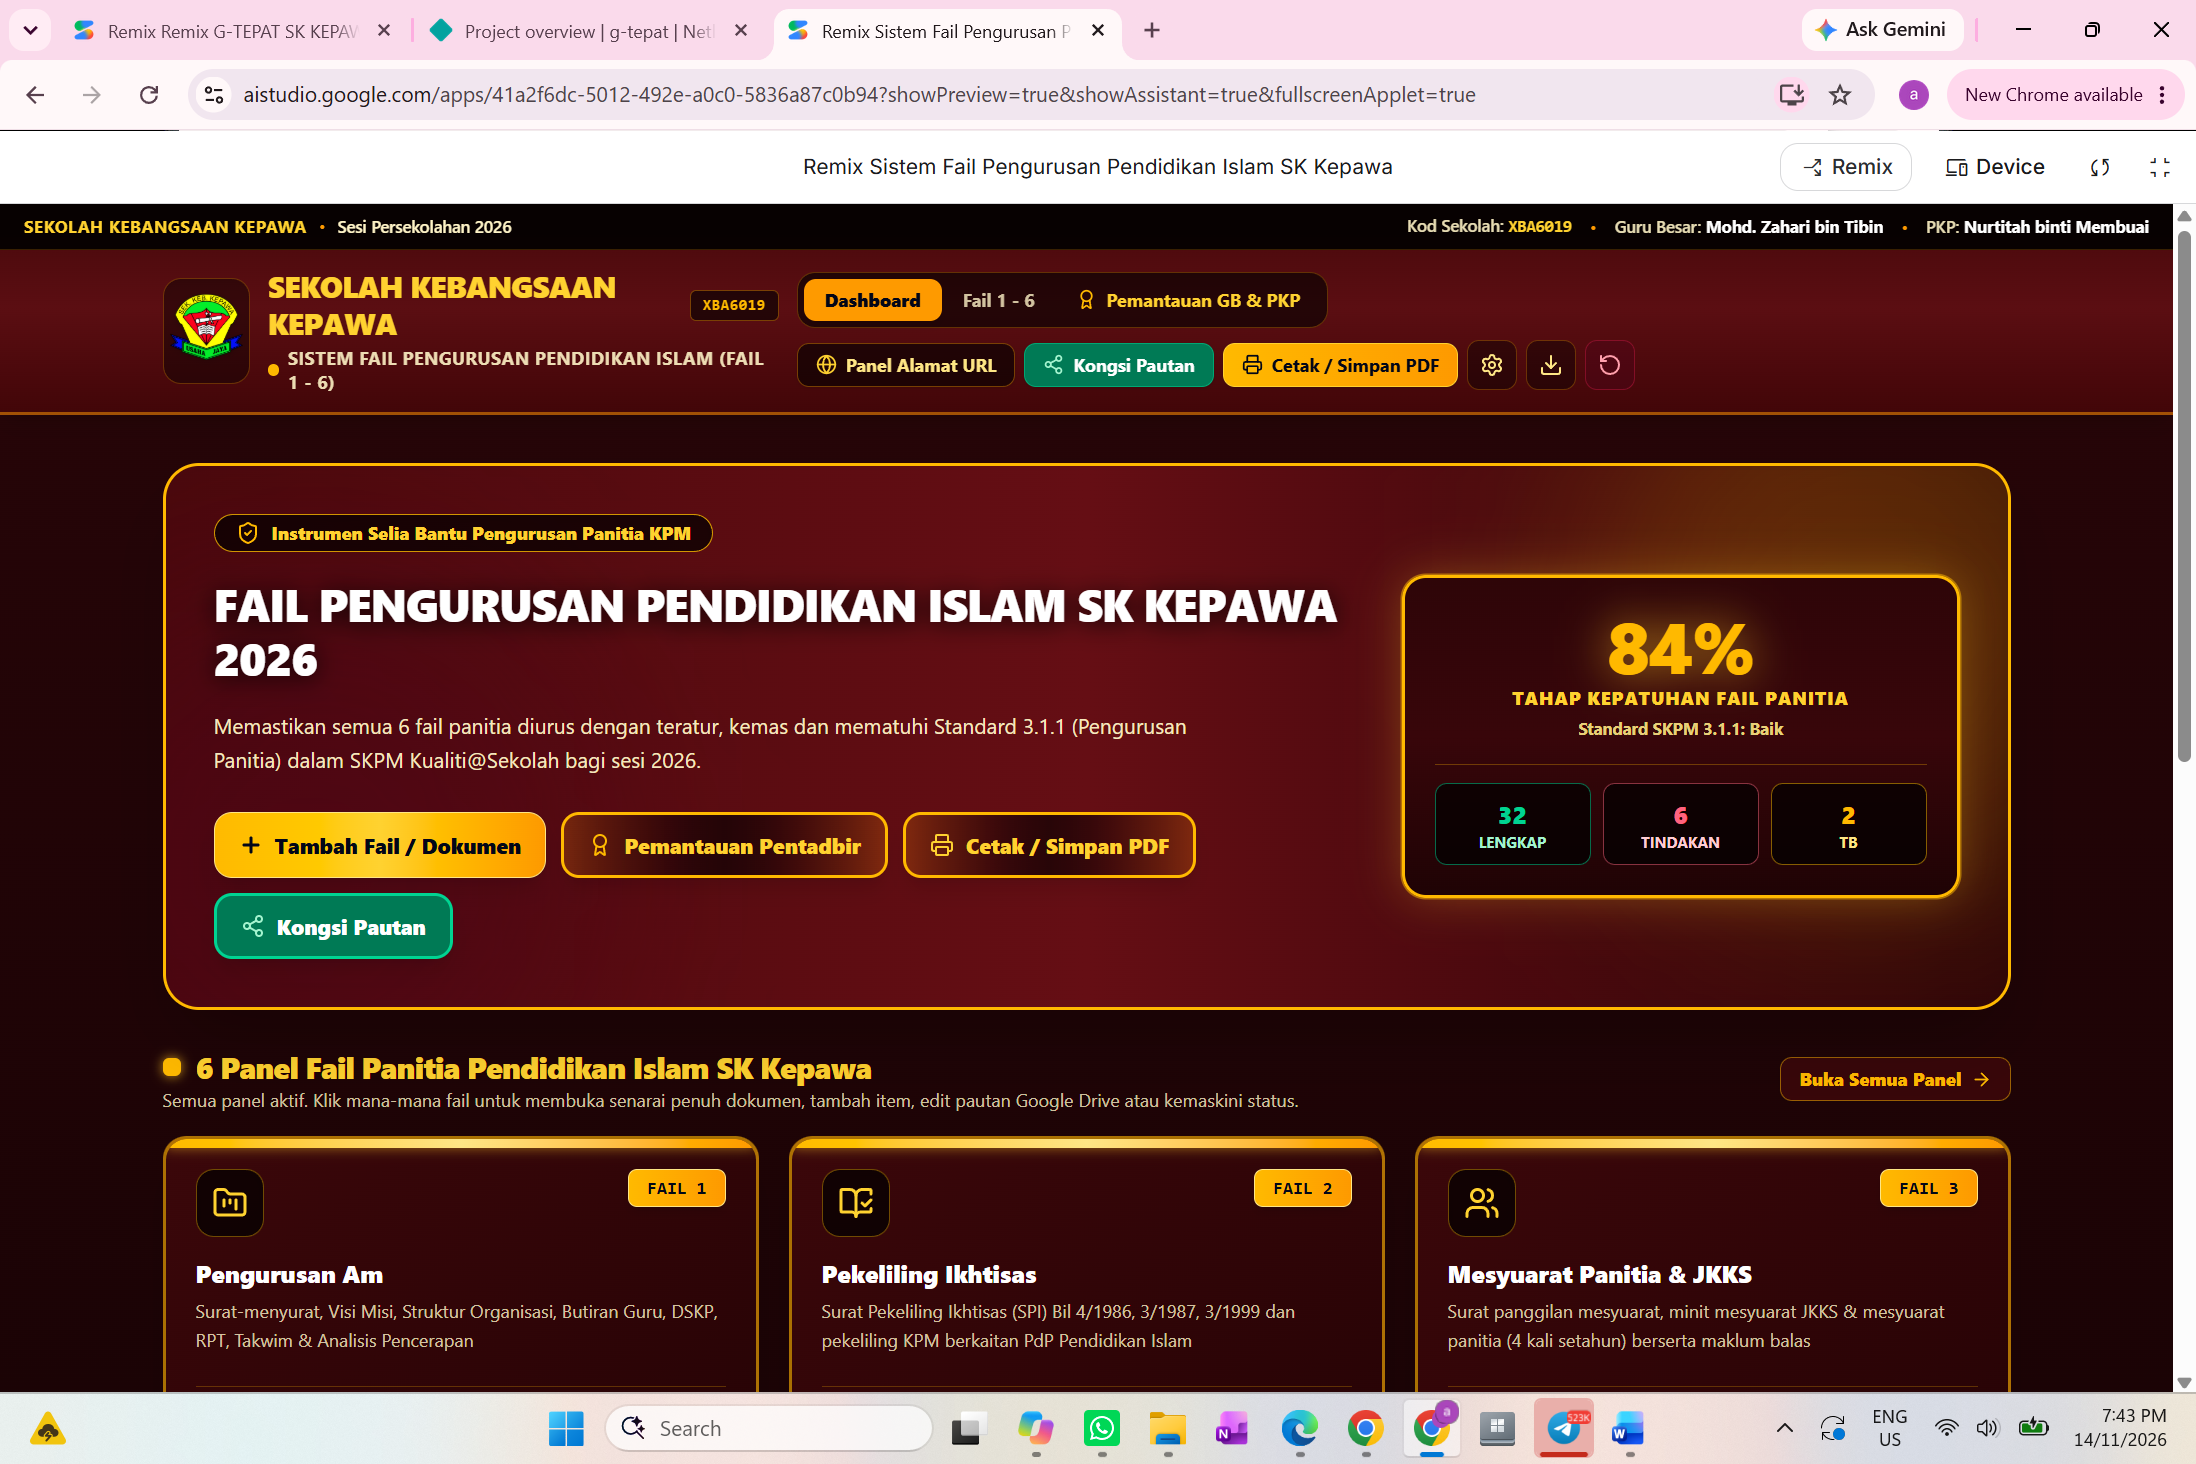 Remix Remix G-TEPAT SK KEPAW
Project overview | g-tepat | Netl
Remix Sistem Fail Pengurusan P
Ask Gemini
aistudio.google.com/apps/41a2f6dc-5012-492e-a0c0-5836a87c0b94?showPreview=true&showAssistant=true&fullscreenApplet=true
a
New Chrome available
Remix Sistem Fail Pengurusan Pendidikan Islam SK Kepawa
Remix
Device
SEKOLAH KEBANGSAAN KEPAWA • Sesi Persekolahan 2026
Kod Sekolah: XBA6019 • Guru Besar: Mohd. Zahari bin Tibin • PKP: Nurtitah binti Membuai
SEKOLAH KEBANGSAAN
KEPAWA
XBA6019
SISTEM FAIL PENGURUSAN PENDIDIKAN ISLAM (FAIL
1 - 6)
Dashboard
Fail 1 - 6
Pemantauan GB & PKP
Panel Alamat URL
Kongsi Pautan
Cetak / Simpan PDF
Instrumen Selia Bantu Pengurusan Panitia KPM
FAIL PENGURUSAN PENDIDIKAN ISLAM SK KEPAWA
2026
Memastikan semua 6 fail panitia diurus dengan teratur, kemas dan mematuhi Standard 3.1.1 (Pengurusan
Panitia) dalam SKPM Kualiti@Sekolah bagi sesi 2026.
Tambah Fail / Dokumen
Pemantauan Pentadbir
Cetak / Simpan PDF
Kongsi Pautan
84%
TAHAP KEPATUHAN FAIL PANITIA
Standard SKPM 3.1.1: Baik
32
LENGKAP
6
TINDAKAN
2
TB
6 Panel Fail Panitia Pendidikan Islam SK Kepawa
Semua panel aktif. Klik mana-mana fail untuk membuka senarai penuh dokumen, tambah item, edit pautan Google Drive atau kemaskini status.
Buka Semua Panel
FAIL 1
Pengurusan Am
Surat-menyurat, Visi Misi, Struktur Organisasi, Butiran Guru, DSKP,
RPT, Takwim & Analisis Pencerapan
FAIL 2
Pekeliling Ikhtisas
Surat Pekeliling Ikhtisas (SPI) Bil 4/1986, 3/1987, 3/1999 dan
pekeliling KPM berkaitan PdP Pendidikan Islam
FAIL 3
Mesyuarat Panitia & JKKS
Surat panggilan mesyuarat, minit mesyuarat JKKS & mesyuarat
panitia (4 kali setahun) berserta maklum balas
Search
523K
ENG
US
7:43 PM
14/11/2026